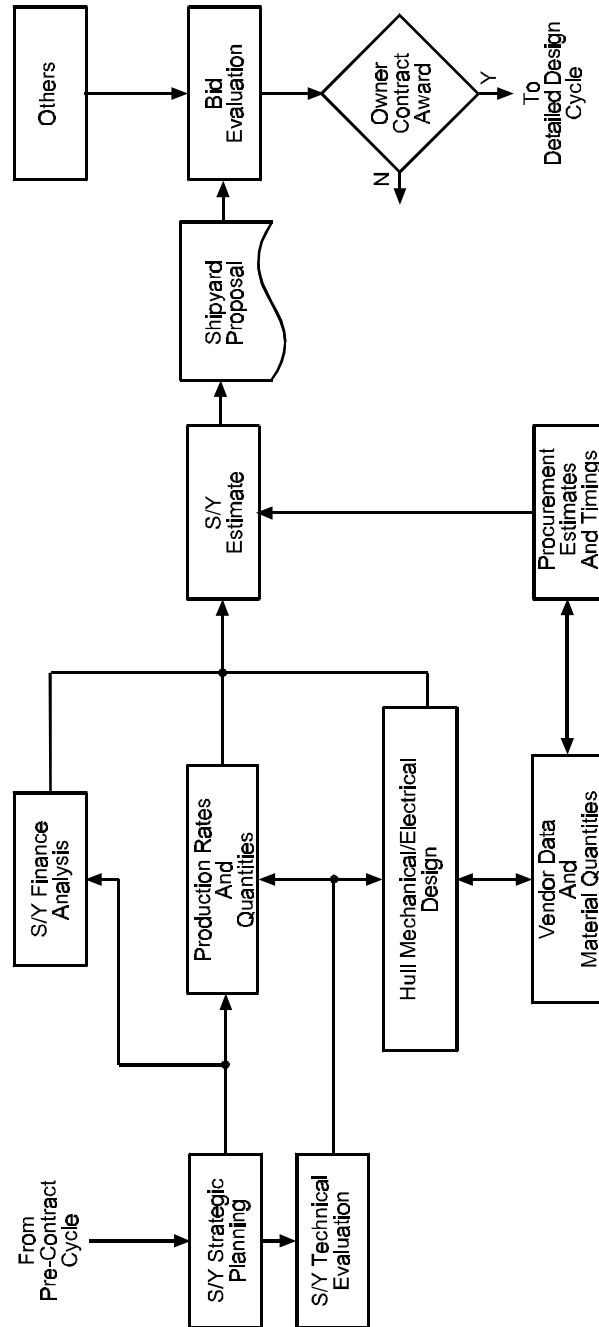 From
Pre-Contract
Cycle
S/Y Strategic
Planning
S/Y Technical
Evaluation
S/Y Finance
Analysis
Production Rates
And
Quantities
Hull Mechanical/Electrical
Design
Vendor Data
And
Material Quantities
S/Y
Estimate
Procurement
Estimates
And Timings
Shipyard
Proposal
Others
Bid
Evaluation
Owner
Contract
Award
N
Y
To
Detailed Design
Cycle